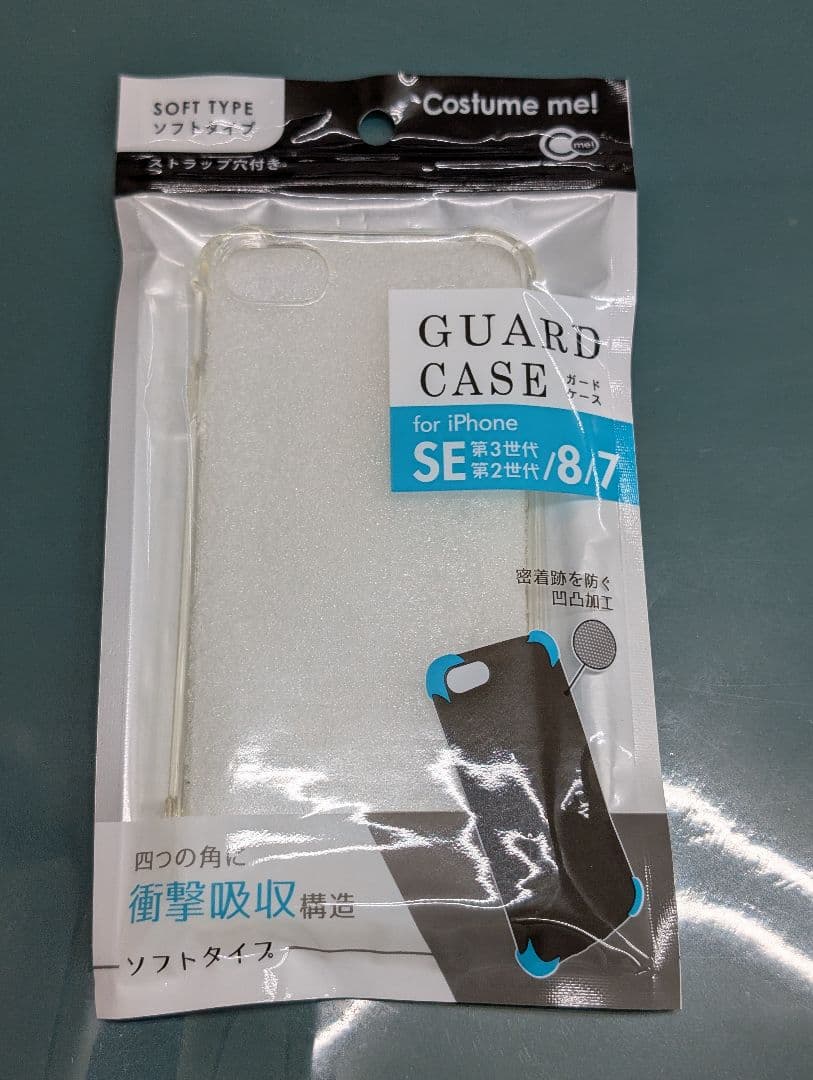 SOFT TYPE
ソフトタイプ
ストラップ穴付き
Costume me!
me!
GUARD
CASE
ガード
ケース
for iPhone
SE 第3世代 第2世代 /8/7
密着跡を防ぐ
凹凸加工
四つの角に
衝撃吸収構造
ソフトタイプ